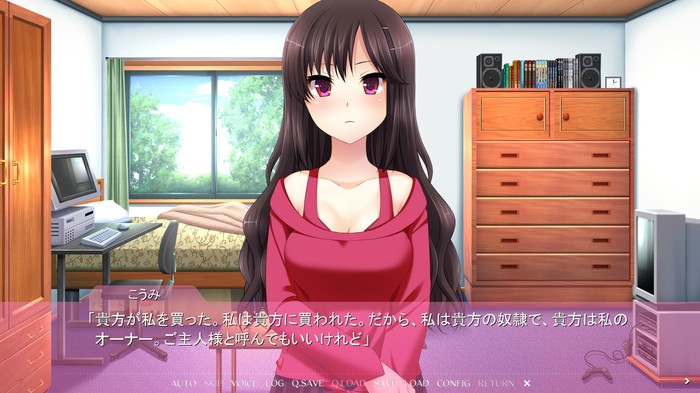 こうみ
「貴方が私を買った。私は貴方に買われた。だから、私は貴方の奴隷で、貴方は私の
オーナー。ご主人様と呼んでもいいけれど」
AUTO SKIP VOICE LOG Q.SAVE Q.LOAD SAVE LOAD CONFIG RETURN ×